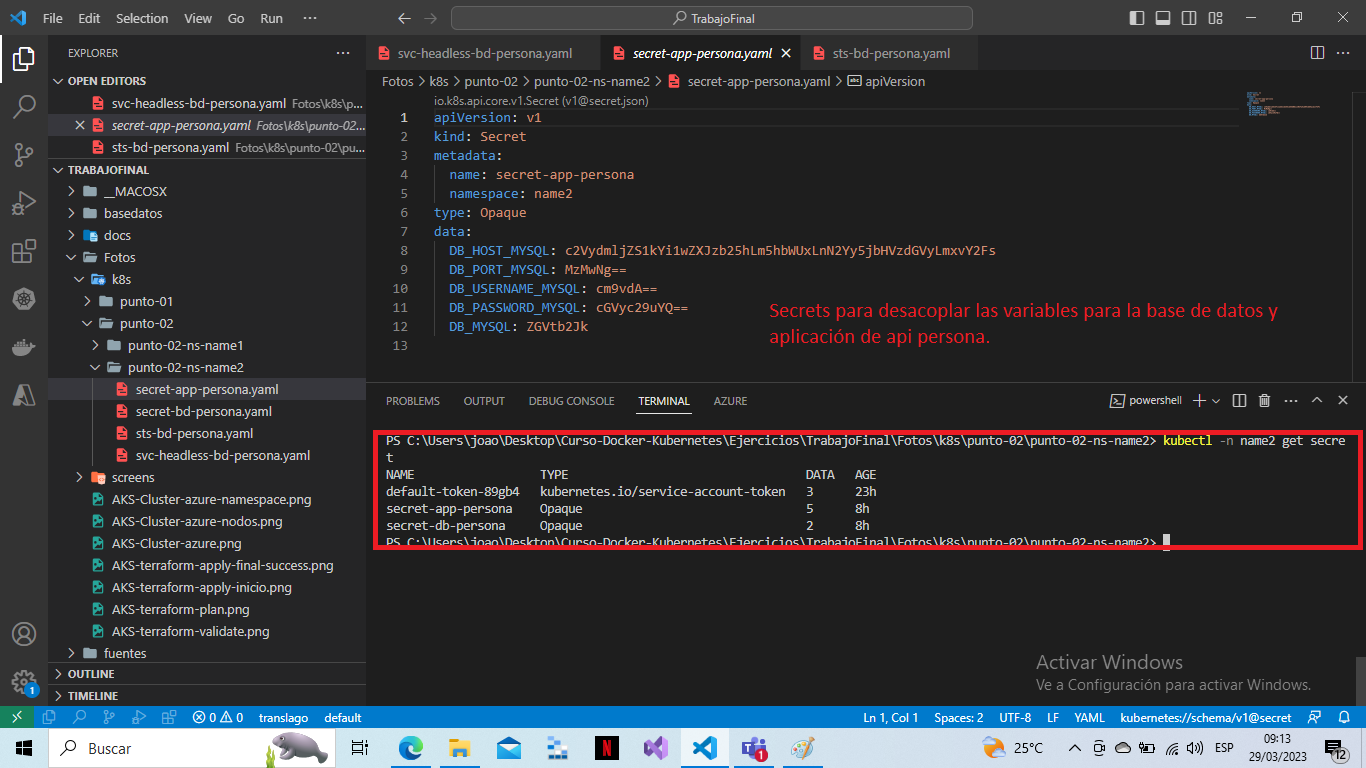 File Edit Selection View Go Run ··· TrabajoFinal
EXPLORER ···
OPEN EDITORS
svc-headless-bd-persona.yaml Fotos\k8s\p...
secret-app-persona.yaml Fotos\k8s\punto-02...
sts-bd-persona.yaml Fotos\k8s\punto-02\pu...
TRABAJOFINAL
__MACOSX
basedatos
docs
Fotos
k8s
punto-01
punto-02
punto-02-ns-name1
punto-02-ns-name2
secret-app-persona.yaml
secret-bd-persona.yaml
sts-bd-persona.yaml
svc-headless-bd-persona.yaml
screens
AKS-Cluster-azure-namespace.png
AKS-Cluster-azure-nodos.png
AKS-Cluster-azure.png
AKS-terraform-apply-final-success.png
AKS-terraform-apply-inicio.png
AKS-terraform-plan.png
AKS-terraform-validate.png
fuentes
OUTLINE
TIMELINE
svc-headless-bd-persona.yaml secret-app-persona.yaml sts-bd-persona.yaml
Fotos > k8s > punto-02 > punto-02-ns-name2 > secret-app-persona.yaml > abc apiVersion
io.k8s.api.core.v1.Secret (v1@secret.json)
1 apiVersion: v1
2 kind: Secret
3 metadata:
4 name: secret-app-persona
5 namespace: name2
6 type: Opaque
7 data:
8 DB_HOST_MYSQL: c2VydmljZS1kYi1wZXJzb25hLm5hbWUxLnN2Yy5jbHVzdGVyLmxvY2Fs
9 DB_PORT_MYSQL: MzMwNg==
10 DB_USERNAME_MYSQL: cm9vdA==
11 DB_PASSWORD_MYSQL: cGVyc29uYQ==
12 DB_MYSQL: ZGVtb2Jk
13
Secrets para desacoplar las variables para la base de datos y
aplicación de api persona.
PROBLEMS OUTPUT DEBUG CONSOLE TERMINAL AZURE powershell ···
PS C:\Users\joao\Desktop\Curso-Docker-Kubernetes\Ejercicios\TrabajoFinal\Fotos\k8s\punto-02\punto-02-ns-name2> kubectl -n name2 get secre
t
NAME TYPE DATA AGE
default-token-89gb4 kubernetes.io/service-account-token 3 23h
secret-app-persona Opaque 5 8h
secret-db-persona Opaque 2 8h
PS C:\Users\joao\Desktop\Curso-Docker-Kubernetes\Ejercicios\TrabajoFinal\Fotos\k8s\punto-02\punto-02-ns-name2>
Activar Windows
Ve a Configuración para activar Windows.
1
0 0 translago default Ln 1, Col 1 Spaces: 2 UTF-8 LF YAML kubernetes://schema/v1@secret
Buscar N 1 25°C ESP 09:13
29/03/2023 12